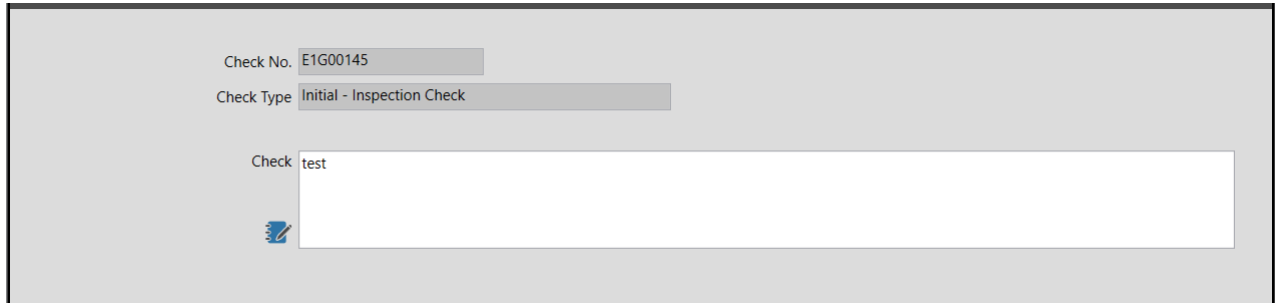 Check No. E1G00145
Check Type Initial - Inspection Check
Check test